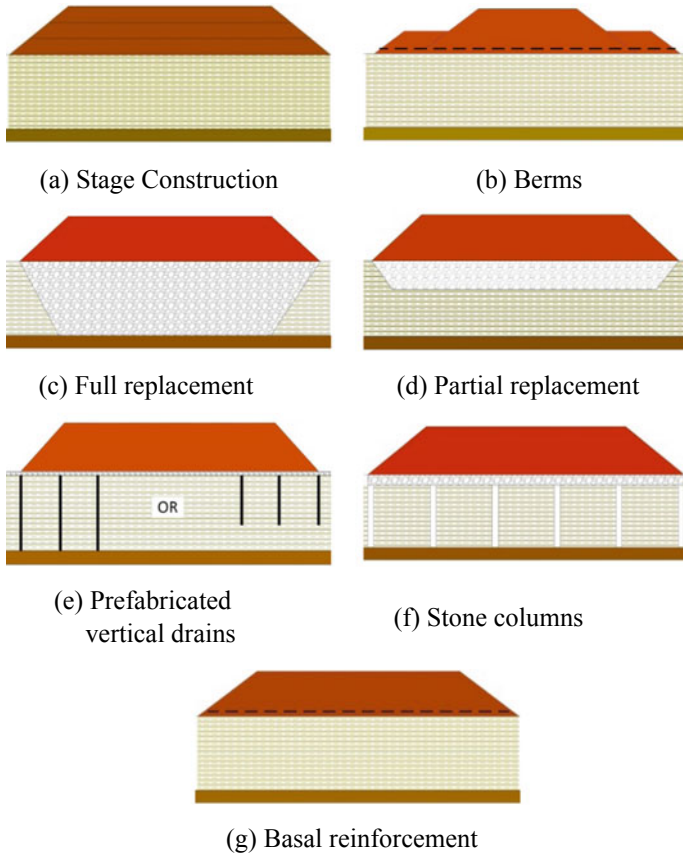 (a) Stage Construction
(b) Berms
(c) Full replacement
(d) Partial replacement
OR
(e) Prefabricated
vertical drains
(f) Stone columns
(g) Basal reinforcement